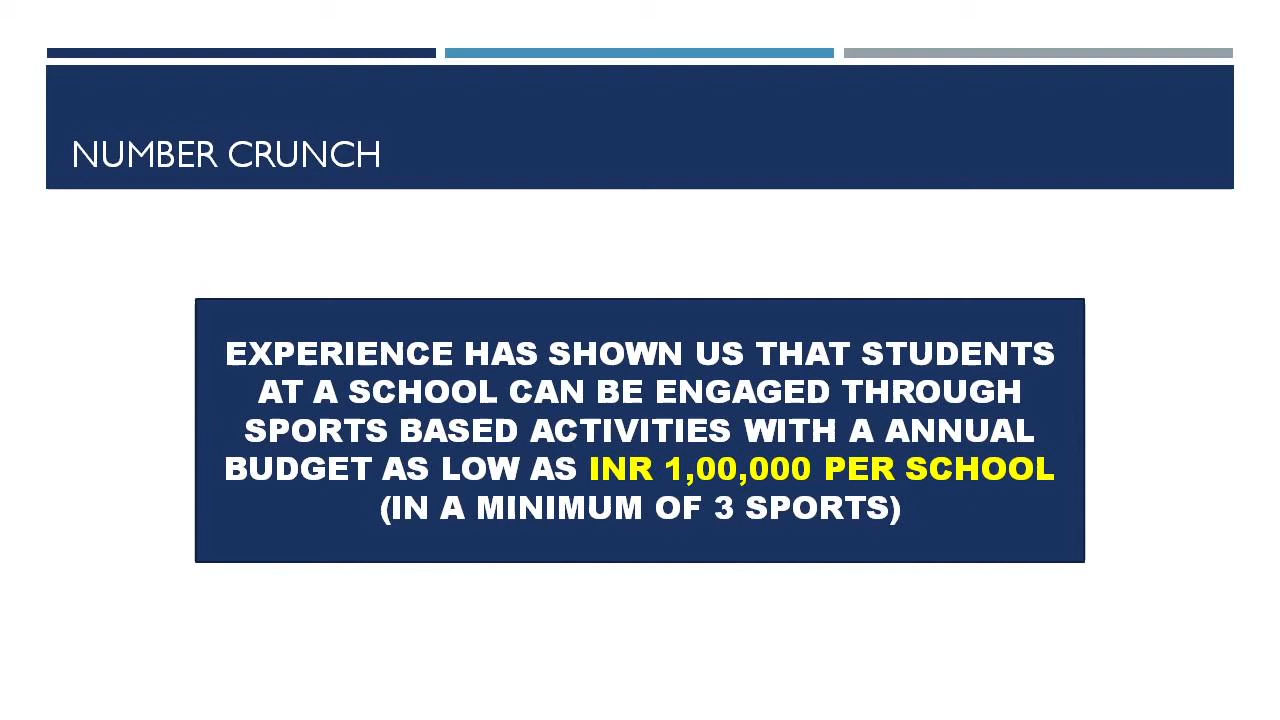 NUMBER CRUNCH
EXPERIENCE HAS SHOWN US THAT STUDENTS
AT A SCHOOL CAN BE ENGAGED THROUGH
SPORTS BASED ACTIVITIES WITH A ANNUAL
BUDGET AS LOW AS INR 1,00,000 PER SCHOOL
(IN A MINIMUM OF 3 SPORTS)